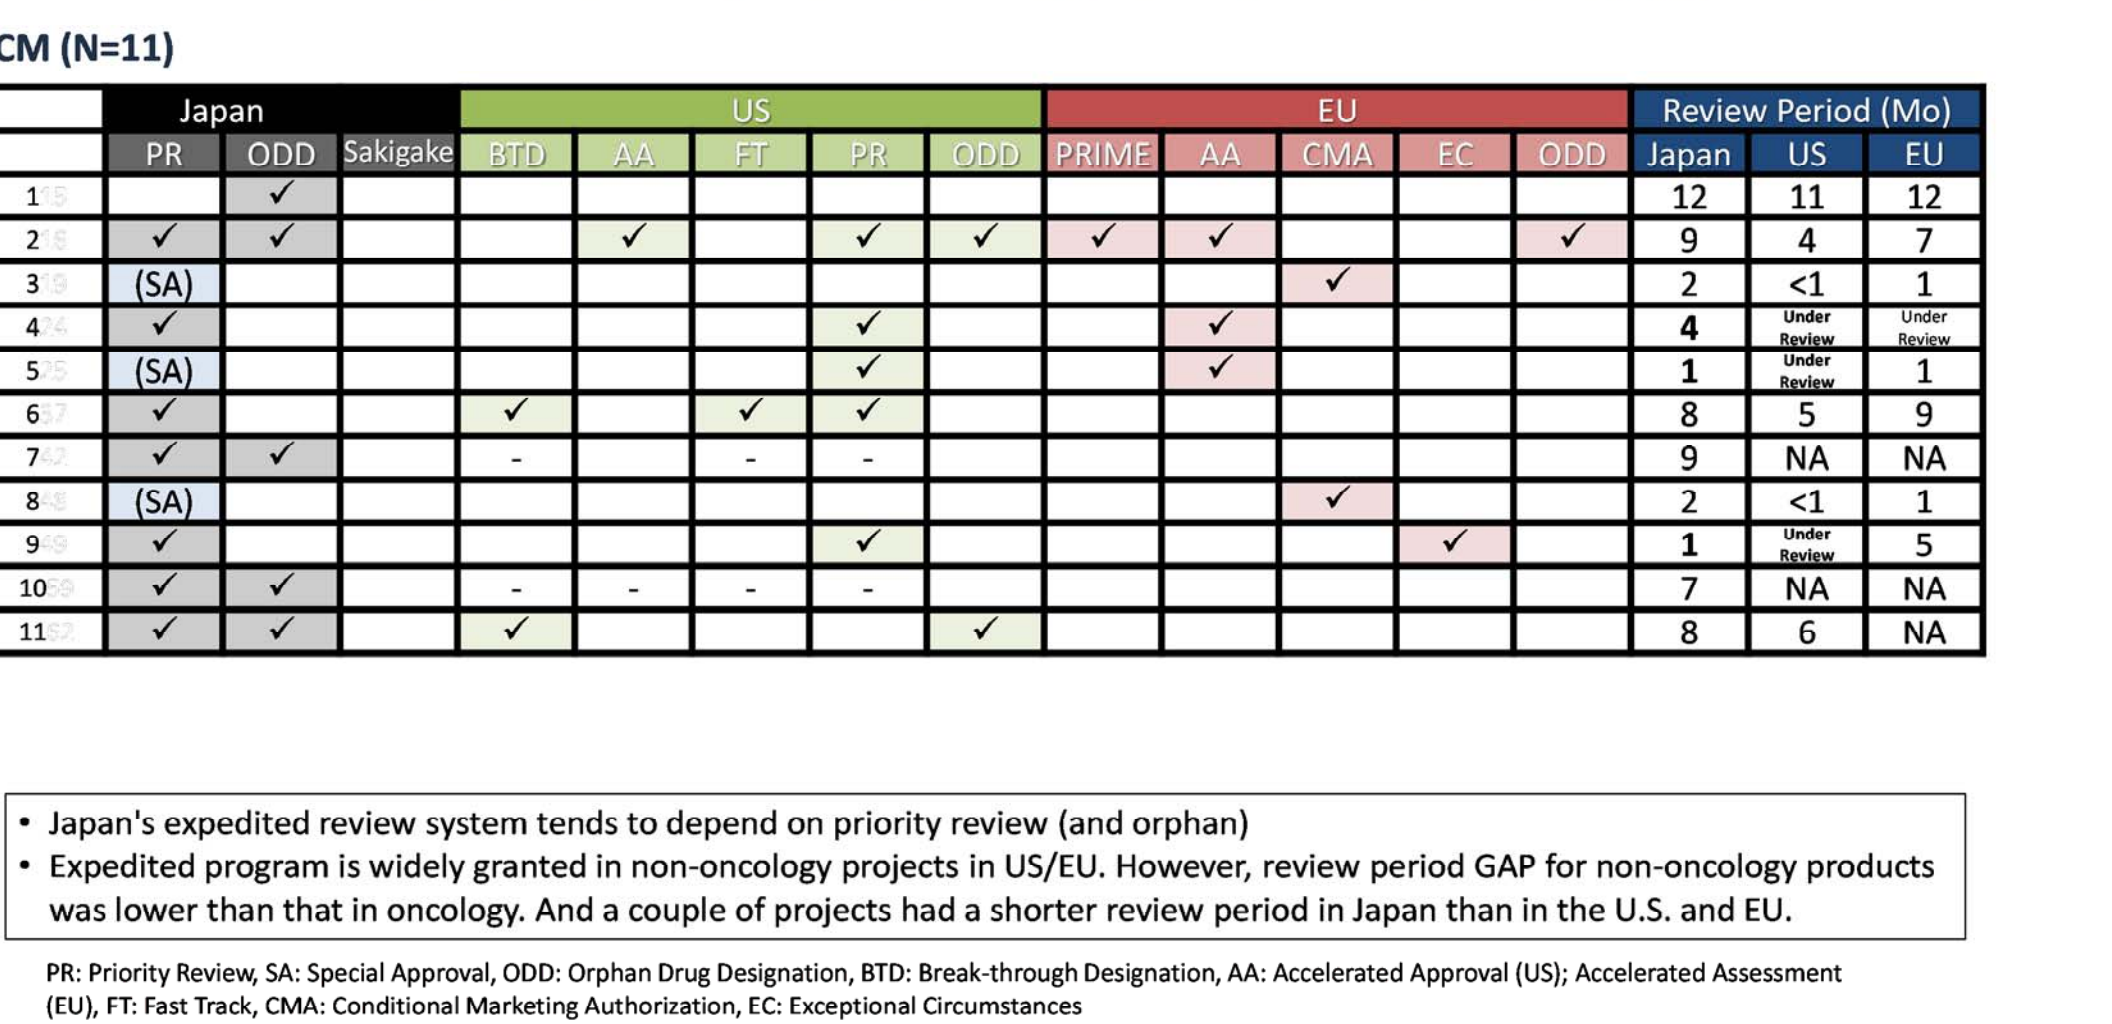 CM (N=11)
Japan US EU Review Period (Mo)
PR ODD Sakigake BTD AA FT PR ODD PRIME AA CMA EC ODD Japan US EU
1 ✓ 12 11 12
2 ✓ ✓ ✓ ✓ ✓ ✓ ✓ ✓ 9 4 7
3 (SA) ✓ 2 <1 1
4 ✓ ✓ ✓ 4 Under Review Under Review
5 (SA) ✓ ✓ 1 Under Review 1
6 ✓ ✓ ✓ ✓ 8 5 9
7 ✓ ✓ - - - 9 NA NA
8 (SA) ✓ 2 <1 1
9 ✓ ✓ ✓ 1 Under Review 5
10 ✓ ✓ - - - - 7 NA NA
11 ✓ ✓ ✓ ✓ 8 6 NA
• Japan's expedited review system tends to depend on priority review (and orphan)
• Expedited program is widely granted in non-oncology projects in US/EU. However, review period GAP for non-oncology products
was lower than that in oncology. And a couple of projects had a shorter review period in Japan than in the U.S. and EU.
PR: Priority Review, SA: Special Approval, ODD: Orphan Drug Designation, BTD: Break-through Designation, AA: Accelerated Approval (US); Accelerated Assessment
(EU), FT: Fast Track, CMA: Conditional Marketing Authorization, EC: Exceptional Circumstances